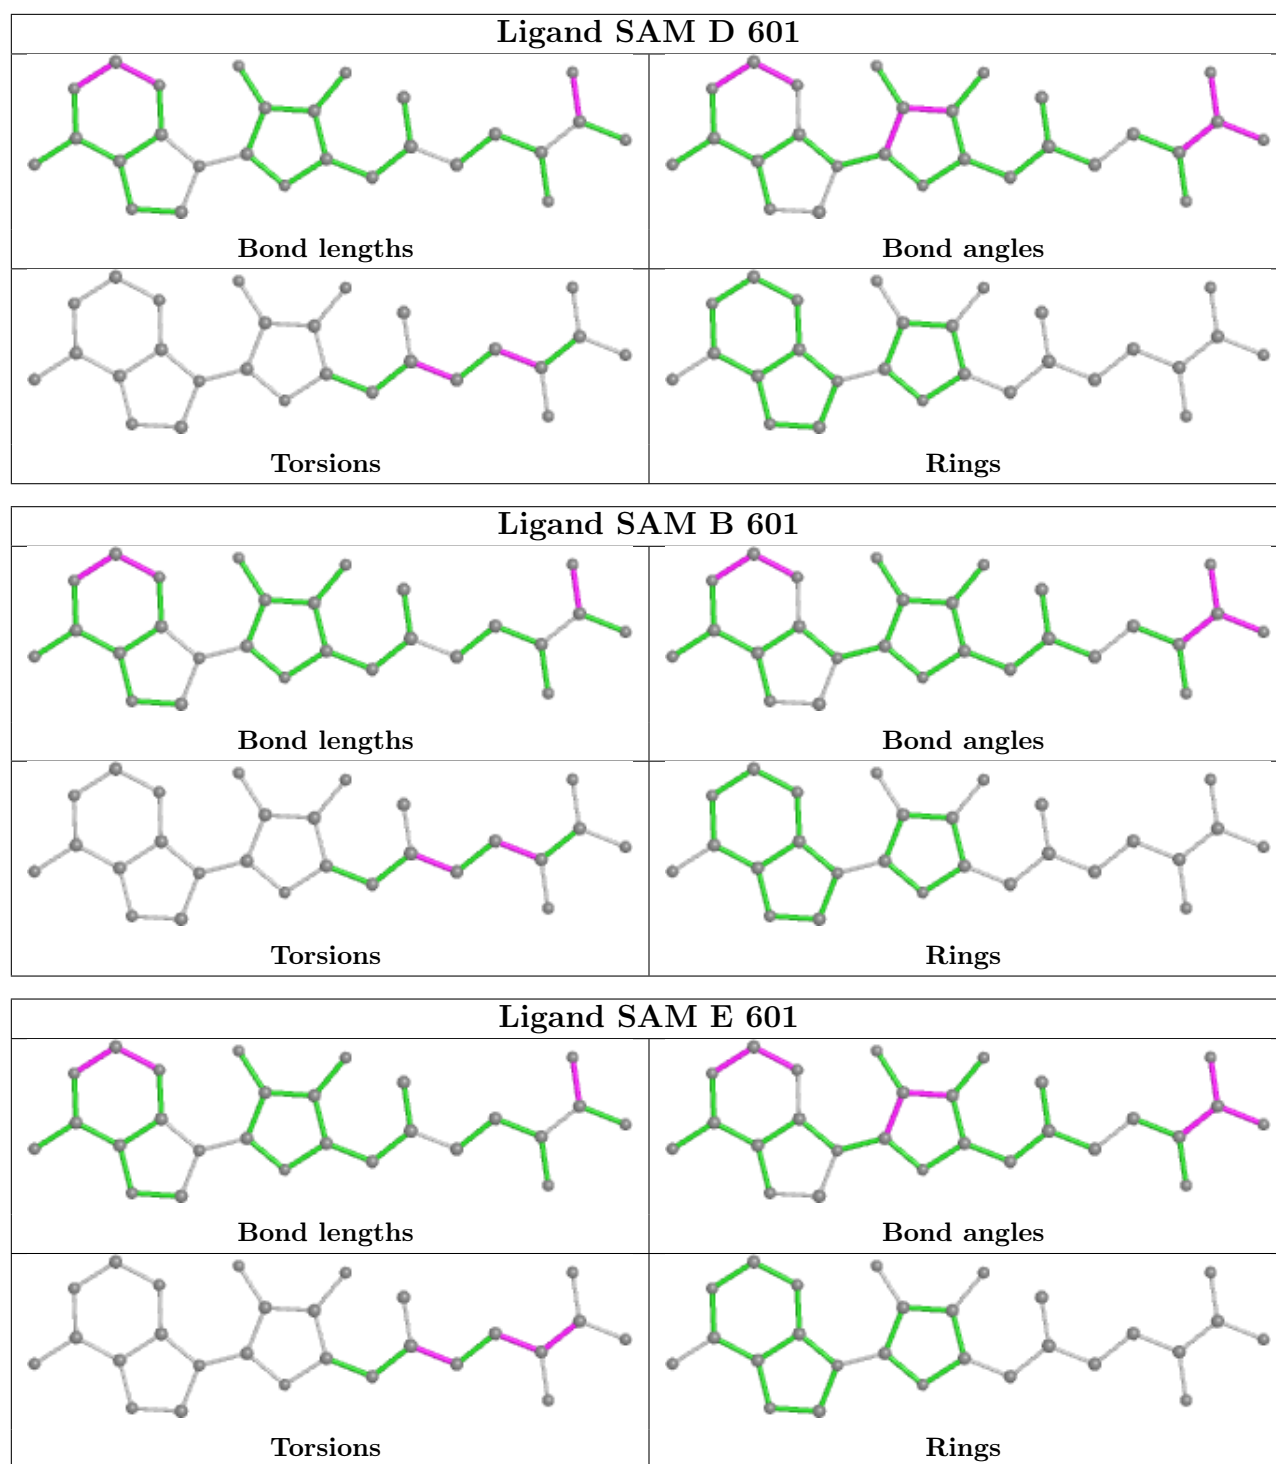 Ligand SAM D 601
Bond lengths
Bond angles
Torsions
Rings
Ligand SAM B 601
Bond lengths
Bond angles
Torsions
Rings
Ligand SAM E 601
Bond lengths
Bond angles
Torsions
Rings